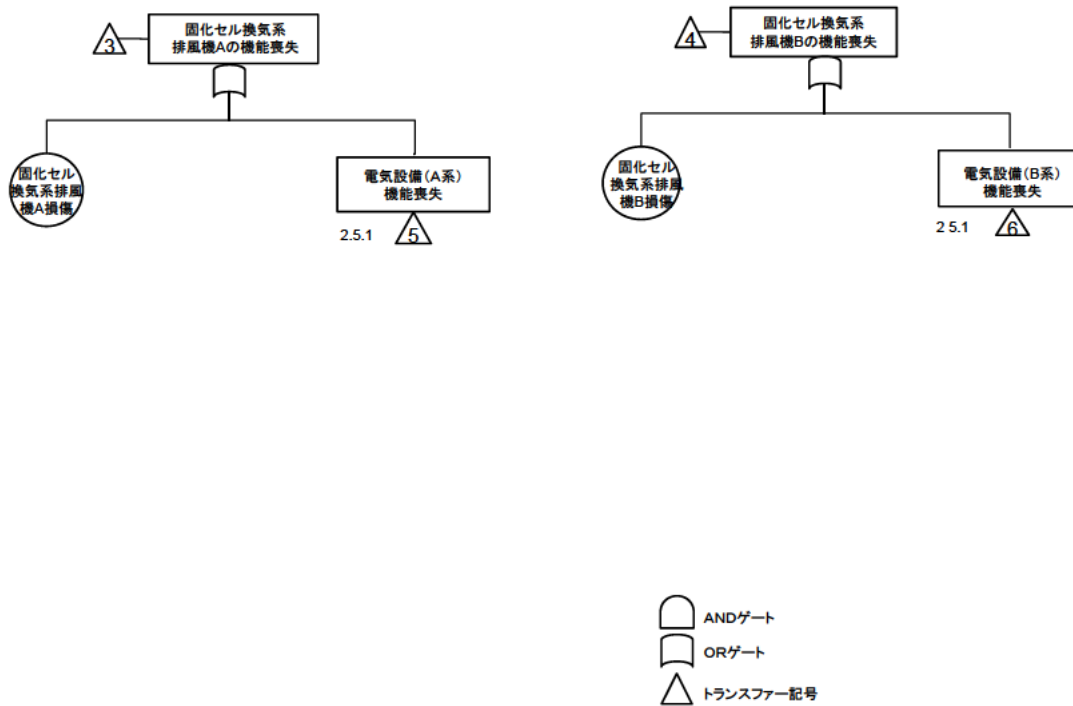 3
固化セル換気系
排風機Aの機能喪失
固化セル
換気系排風
機A損傷
電気設備(A系)
機能喪失
2.5.1
5
4
固化セル換気系
排風機Bの機能喪失
固化セル
換気系排風
機B損傷
電気設備(B系)
機能喪失
2 5.1
6
ANDゲート
ORゲート
トランスファー記号